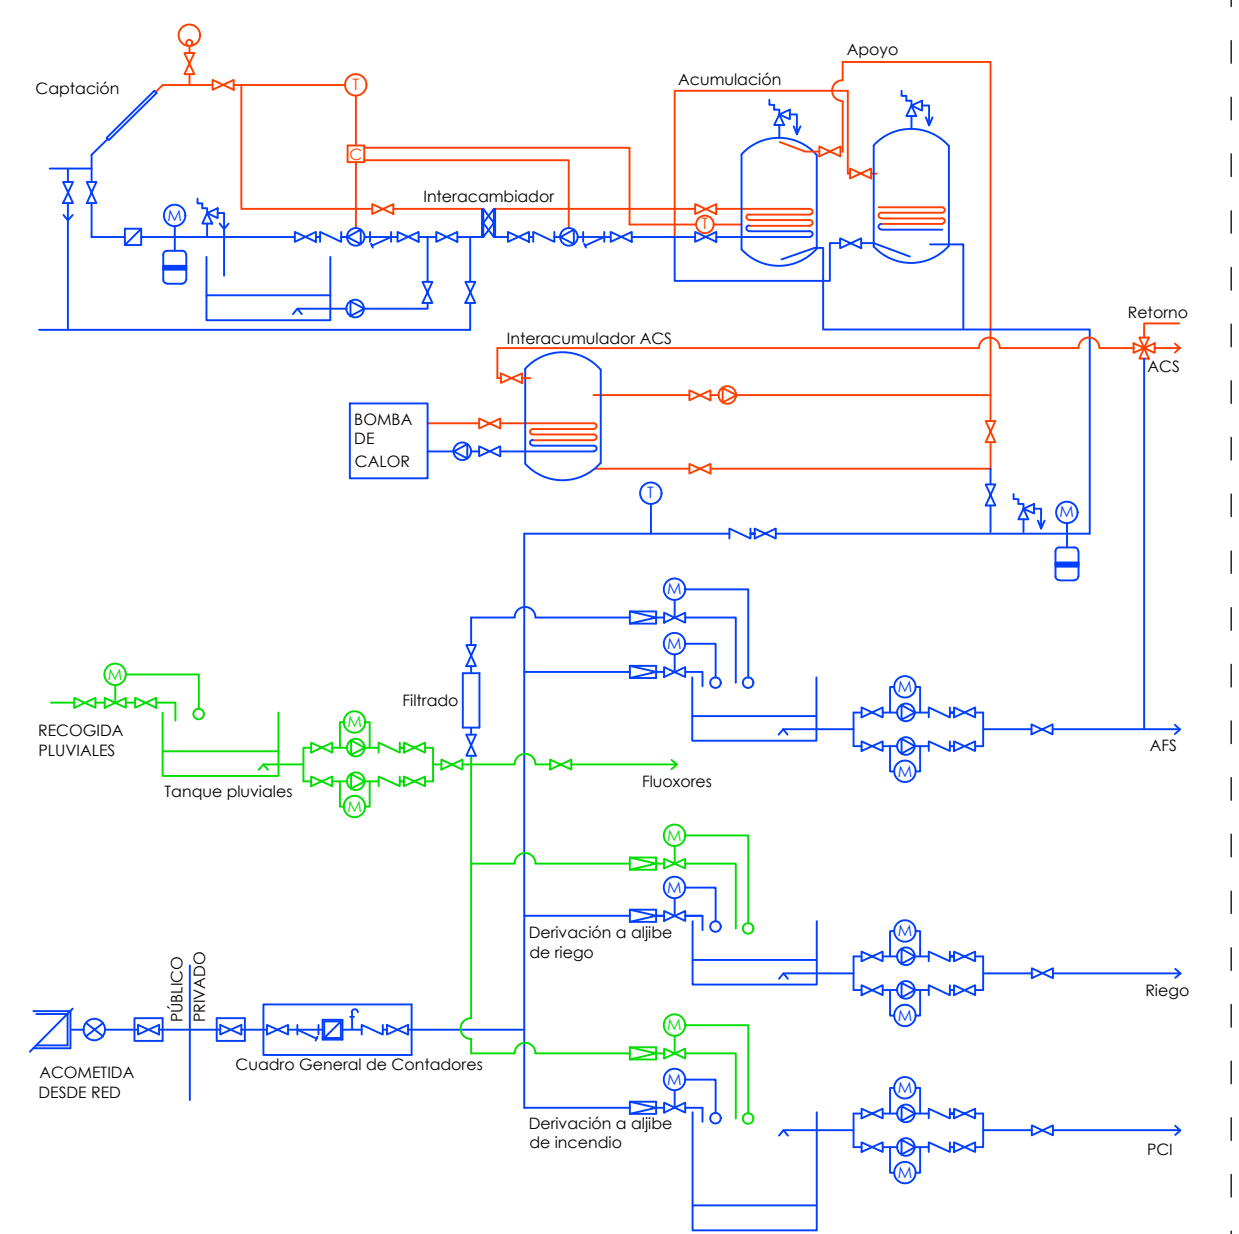 Apoyo
Captación
Acumulación
T
C
Interacambiador
M
T
Retorno
Interacumulador ACS
ACS
BOMBA
DE
CALOR
T
M
M
M
M
Filtrado
M
RECOGIDA
PLUVIALES
M
M
AFS
Tanque pluviales
M
Fluoxores
M
M
Derivación a aljibe
de riego
M
M
Riego
PÚBLICO
PRIVADO
f
Cuadro General de Contadores
ACOMETIDA
DESDE RED
M
M
Derivación a aljibe
de incendio
M
M
PCI